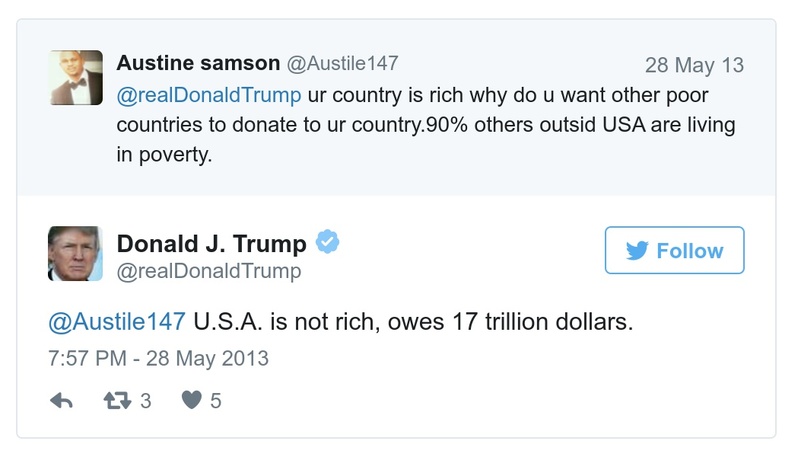 Austine samson @Austile147 28 May 13
@realDonaldTrump ur country is rich why do u want other poor
countries to donate to ur country.90% others outsid USA are living
in poverty.
Donald J. Trump
@realDonaldTrump
Follow
@Austile147 U.S.A. is not rich, owes 17 trillion dollars.
7:57 PM - 28 May 2013
3 5